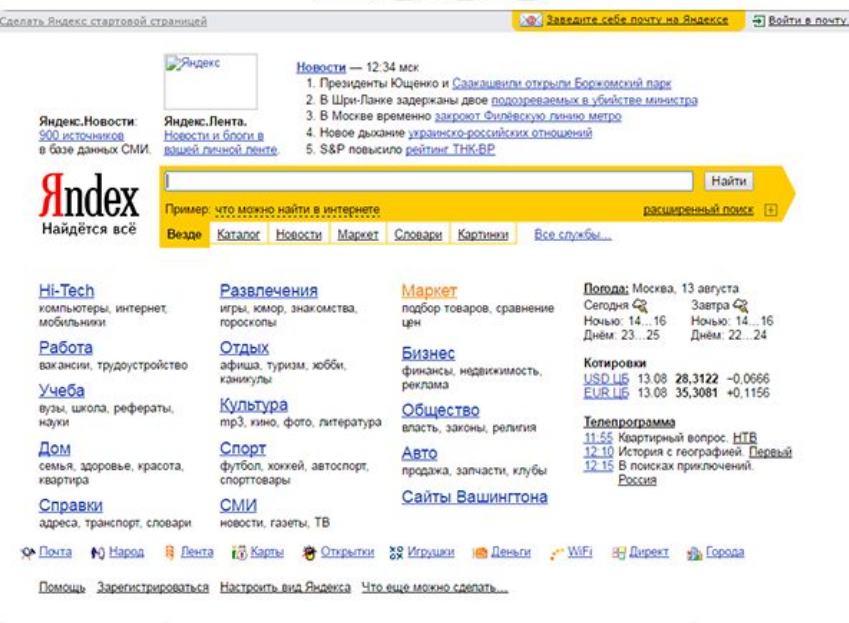 Сделать Яндекс стартовой страницей
Заведите себе почту на Яндексе
Войти в почту
Яндекс
Новости — 12:34 мск
1. Президенты Ющенко и Саакашвили открыли Боржомский парк
2. В Шри-Ланке задержаны двое подозреваемых в убийстве министра
3. В Москве временно закроют Филёвскую линию метро
4. Новое дыхание украинско-российских отношений
5. S&P повысило рейтинг ТНК-BP
Яндекс.Новости:
900 источников
в базе данных СМИ.
Яндекс.Лента.
Новости и блоги в
вашей личной ленте.
Яndex
Найдётся всё
Найти
Пример: что можно найти в интернете
расширенный поиск
Везде Каталог Новости Маркет Словари Картинки Все службы...
Hi-Tech
компьютеры, интернет,
мобильники
Работа
вакансии, трудоустройство
Учеба
вузы, школа, рефераты,
науки
Дом
семья, здоровье, красота,
квартира
Справки
адреса, транспорт, словари
Развлечения
игры, юмор, знакомства,
гороскопы
Отдых
афиша, туризм, хобби,
каникулы
Культура
mp3, кино, фото, литература
Спорт
футбол, хоккей, автоспорт,
спорттовары
СМИ
новости, газеты, ТВ
Маркет
подбор товаров, сравнение
цен
Бизнес
финансы, недвижимость,
реклама
Общество
власть, законы, религия
Авто
продажа, запчасти, клубы
Сайты Вашингтона
Погода: Москва, 13 августа
Сегодня Завтра
Ночью: 14...16 Ночью: 14...16
Днём: 23...25 Днём: 22...24
Котировки
USD ЦБ 13.08 28,3122 −0,0666
EUR ЦБ 13.08 35,3081 +0,1156
Телепрограмма
11:55 Квартирный вопрос. НТВ
12:10 История с географией. Первый
12:15 В поисках приключений.
Россия
Почта Народ Лента Карты Открытки Игрушки Деньги WiFi Директ Города
Помощь Зарегистрироваться Настроить вид Яндекса Что еще можно сделать...